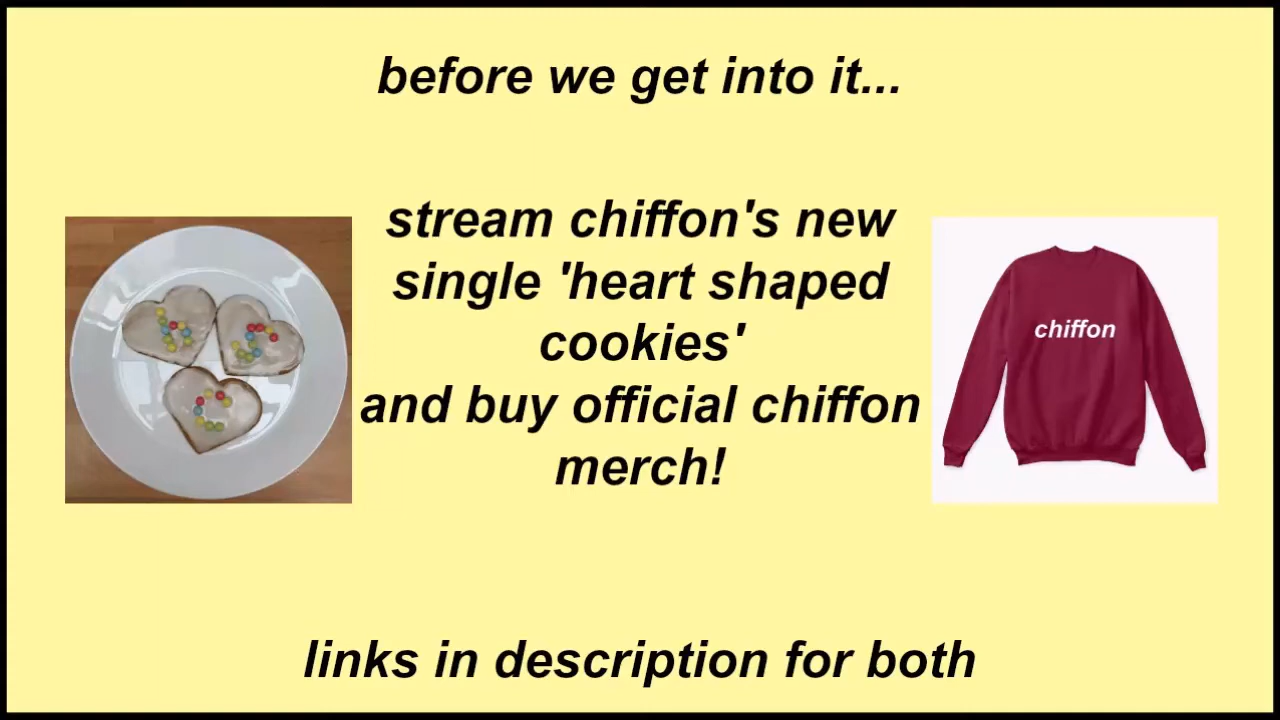 before we get into it...
stream chiffon's new
single 'heart shaped
cookies'
and buy official chiffon
merch!
chiffon
links in description for both